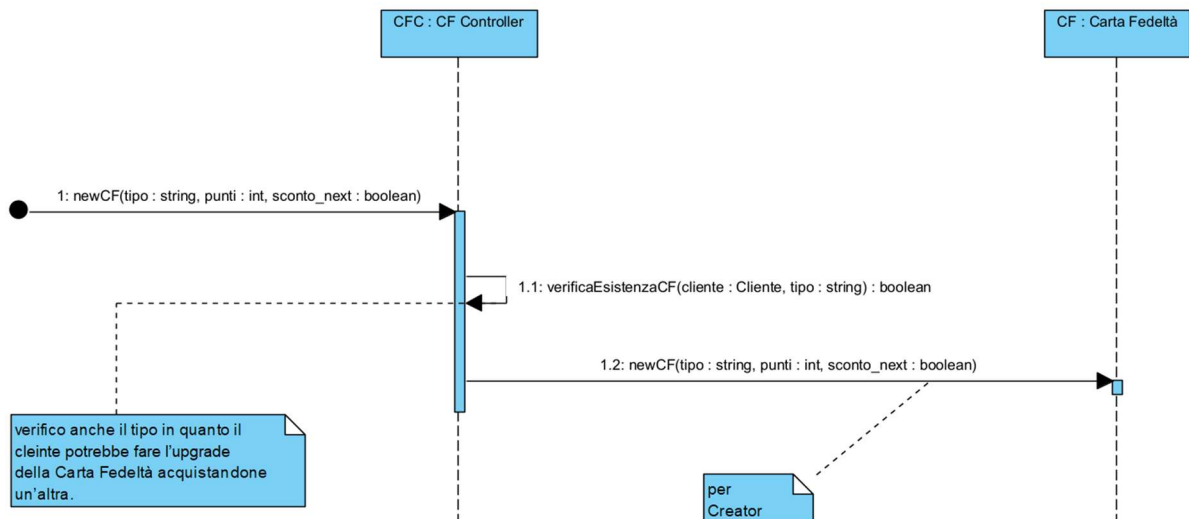 CFC : CF Controller
CF : Carta Fedeltà
1: newCF(tipo : string, punti : int, sconto_next : boolean)
1.1: verificaEsistenzaCF(cliente : Cliente, tipo : string) : boolean
1.2: newCF(tipo : string, punti : int, sconto_next : boolean)
verifico anche il tipo in quanto il
cleinte potrebbe fare l'upgrade
della Carta Fedeltà acquistandone
un'altra.
per
Creator